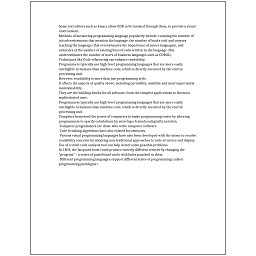 Some text editors such as Emacs allow GDB to be invoked through them, to provide a visual
environment.
Methods of measuring programming language popularity include: counting the number of
job advertisements that mention the language, the number of books sold and courses
teaching the language (this overestimates the importance of newer languages), and
estimates of the number of existing lines of code written in the language (this
underestimates the number of users of business languages such as COBOL).
Techniques like Code refactoring can enhance readability.
Programmers typically use high-level programming languages that are more easily
intelligible to humans than machine code, which is directly executed by the central
processing unit.
However, readability is more than just programming style.
It affects the aspects of quality above, including portability, usability and most importantly
maintainability.
They are the building blocks for all software, from the simplest applications to the most
sophisticated ones.
Programmers typically use high-level programming languages that are more easily
intelligible to humans than machine code, which is directly executed by the central
processing unit.
Compilers harnessed the power of computers to make programming easier by allowing
programmers to specify calculations by entering a formula using infix notation.
Computer programmers are those who write computer software.
Code-breaking algorithms have also existed for centuries.
Various visual programming languages have also been developed with the intent to resolve
readability concerns by adopting non-traditional approaches to code structure and display.
Use of a static code analysis tool can help detect some possible problems.
In 1801, the Jacquard loom could produce entirely different weaves by changing the
"program" - a series of pasteboard cards with holes punched in them.
Different programming languages support different styles of programming (called
programming paradigms).